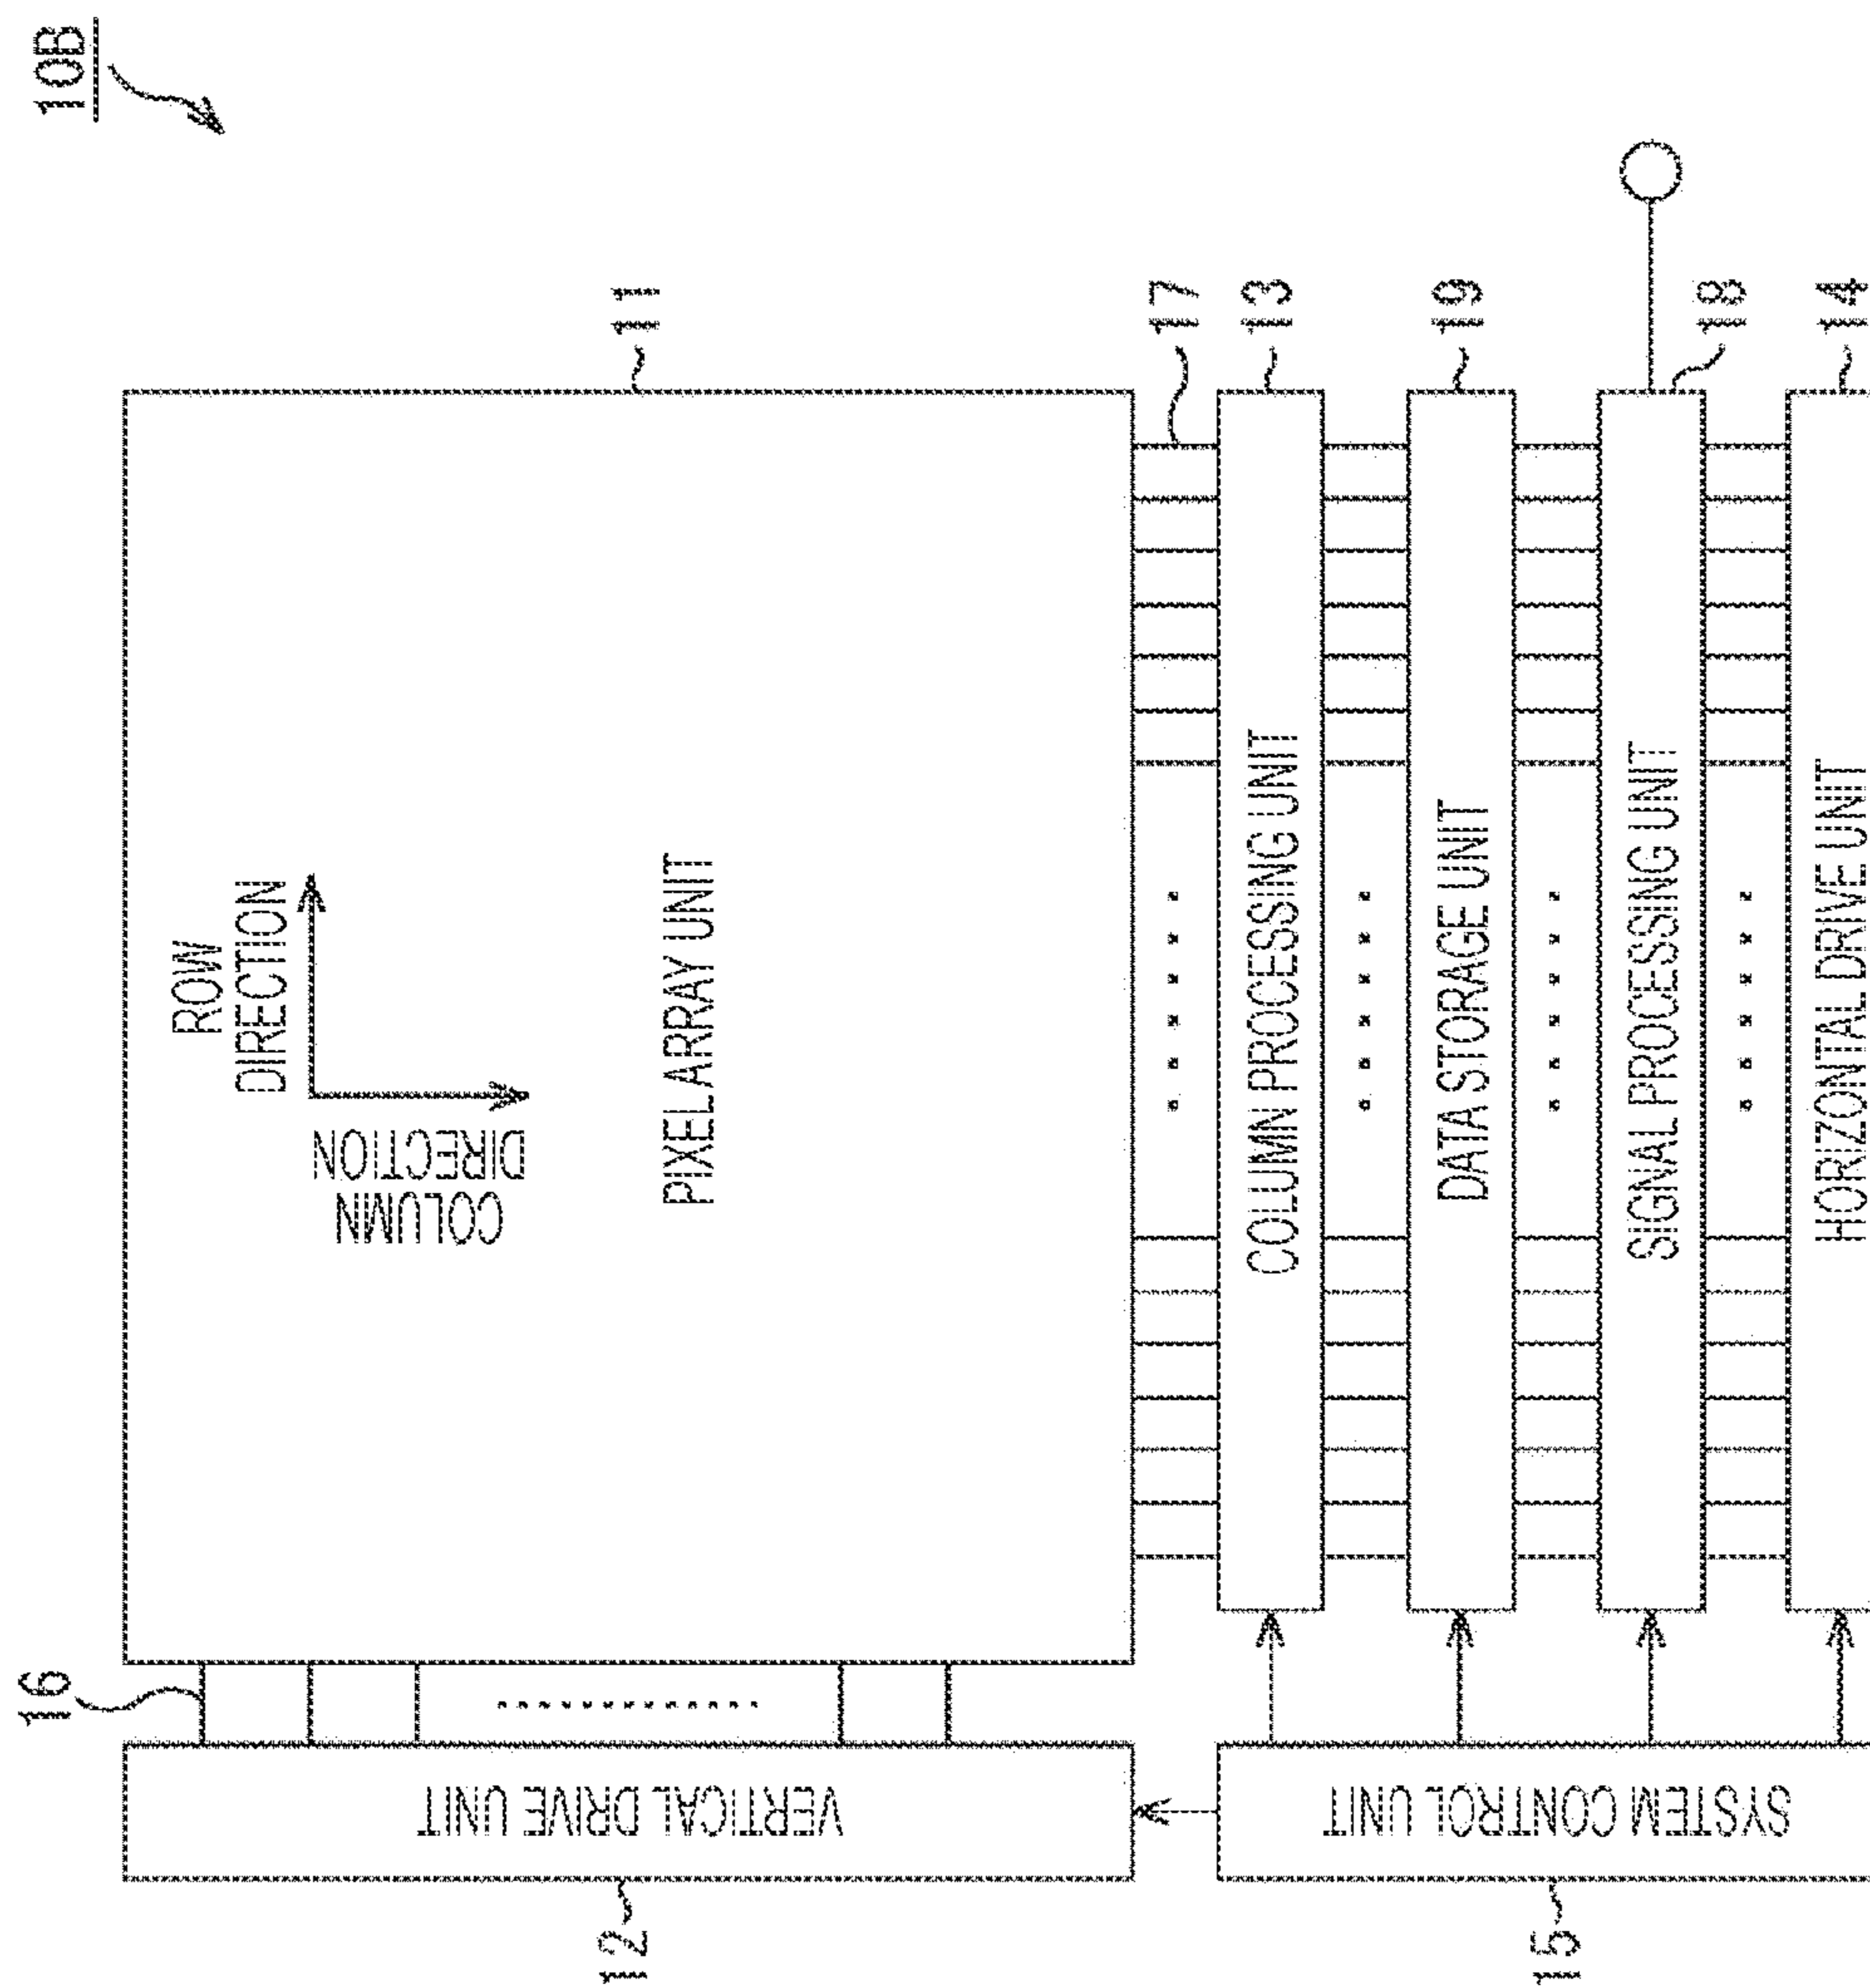 10B
ROW
DIRECTION
COLUMN
DIRECTION
PIXEL ARRAY UNIT
11
16
VERTICAL DRIVE UNIT
12
17
COLUMN PROCESSING UNIT
13
DATA STORAGE UNIT
19
SIGNAL PROCESSING UNIT
18
HORIZONTAL DRIVE UNIT
14
SYSTEM CONTROL UNIT
15